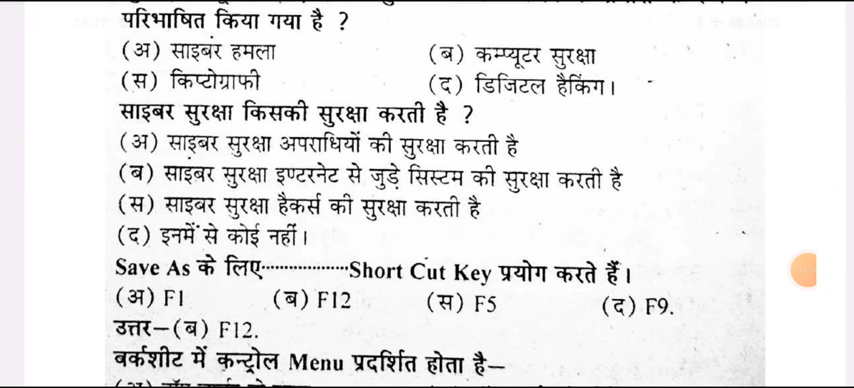 परिभाषित किया गया है ?
(अ) साइबर हमला (ब) कम्प्यूटर सुरक्षा
(स) क्रिप्टोग्राफी (द) डिजिटल हैकिंग।
साइबर सुरक्षा किसकी सुरक्षा करती है ?
(अ) साइबर सुरक्षा अपराधियों की सुरक्षा करती है
(ब) साइबर सुरक्षा इण्टरनेट से जुड़े सिस्टम की सुरक्षा करती है
(स) साइबर सुरक्षा हैकर्स की सुरक्षा करती है
(द) इनमें से कोई नहीं।
Save As के लिए..................Short Cut Key प्रयोग करते हैं।
(अ) F1 (ब) F12 (स) F5 (द) F9.
उत्तर–(ब) F12.
वर्कशीट में कन्ट्रोल Menu प्रदर्शित होता है–